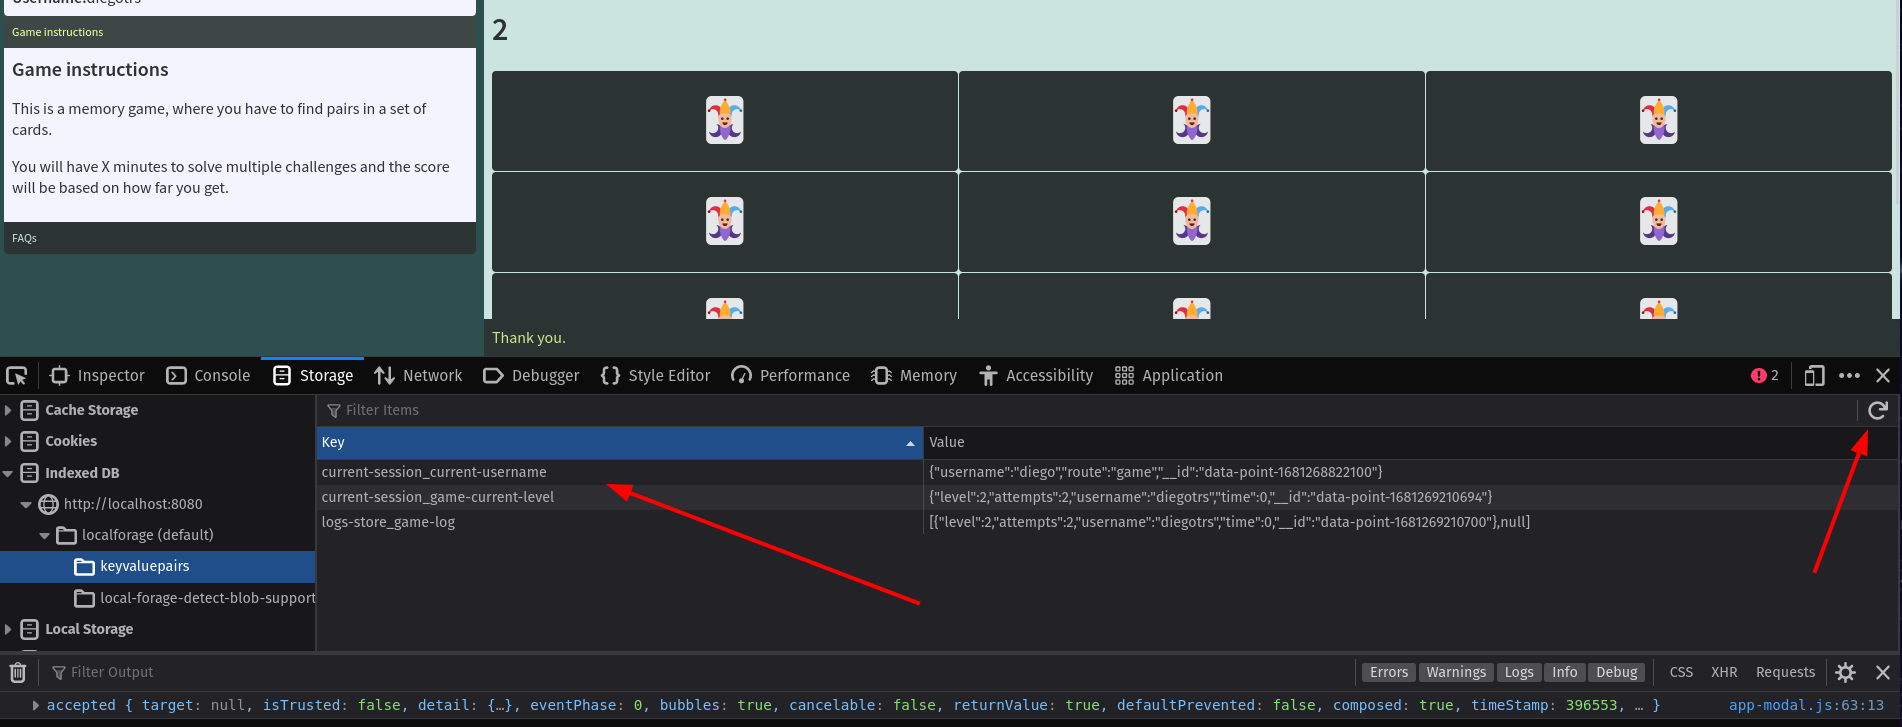 Username:diegotrs
Game instructions
Game instructions
This is a memory game, where you have to find pairs in a set of
cards.
You will have X minutes to solve multiple challenges and the score
will be based on how far you get.
FAQs
2
Thank you.
Inspector Console Storage Network Debugger Style Editor Performance Memory Accessibility Application 2
Cache Storage
Cookies
Indexed DB
http://localhost:8080
localforage (default)
keyvaluepairs
local-forage-detect-blob-support
Local Storage
Filter Items
Key Value
current-session_current-username {"username":"diego","route":"game","__id":"data-point-1681268822100"}
current-session_game-current-level {"level":2,"attempts":2,"username":"diegotrs","time":0,"__id":"data-point-1681269210694"}
logs-store_game-log [{"level":2,"attempts":2,"username":"diegotrs","time":0,"__id":"data-point-1681269210700"},null]
Filter Output Errors Warnings Logs Info Debug CSS XHR Requests
accepted { target: null, isTrusted: false, detail: {…}, eventPhase: 0, bubbles: true, cancelable: false, returnValue: true, defaultPrevented: false, composed: true, timeStamp: 396553, … } app-modal.js:63:13